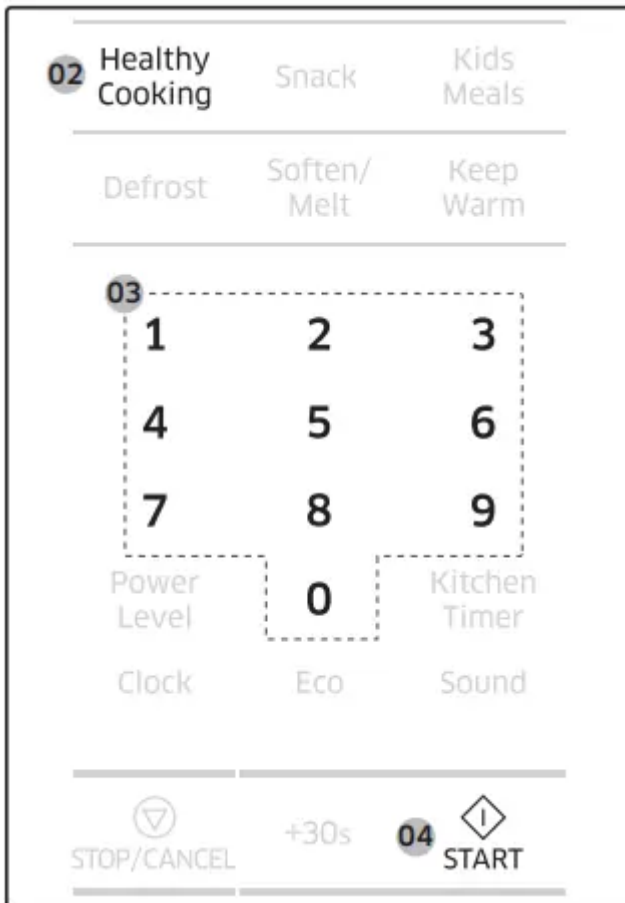 02 Healthy Cooking
Snack
Kids Meals
Defrost
Soften/ Melt
Keep Warm
03
1 2 3
4 5 6
7 8 9
Power Level
0
Kitchen Timer
Clock Eco Sound
STOP/CANCEL
+30s
04 START